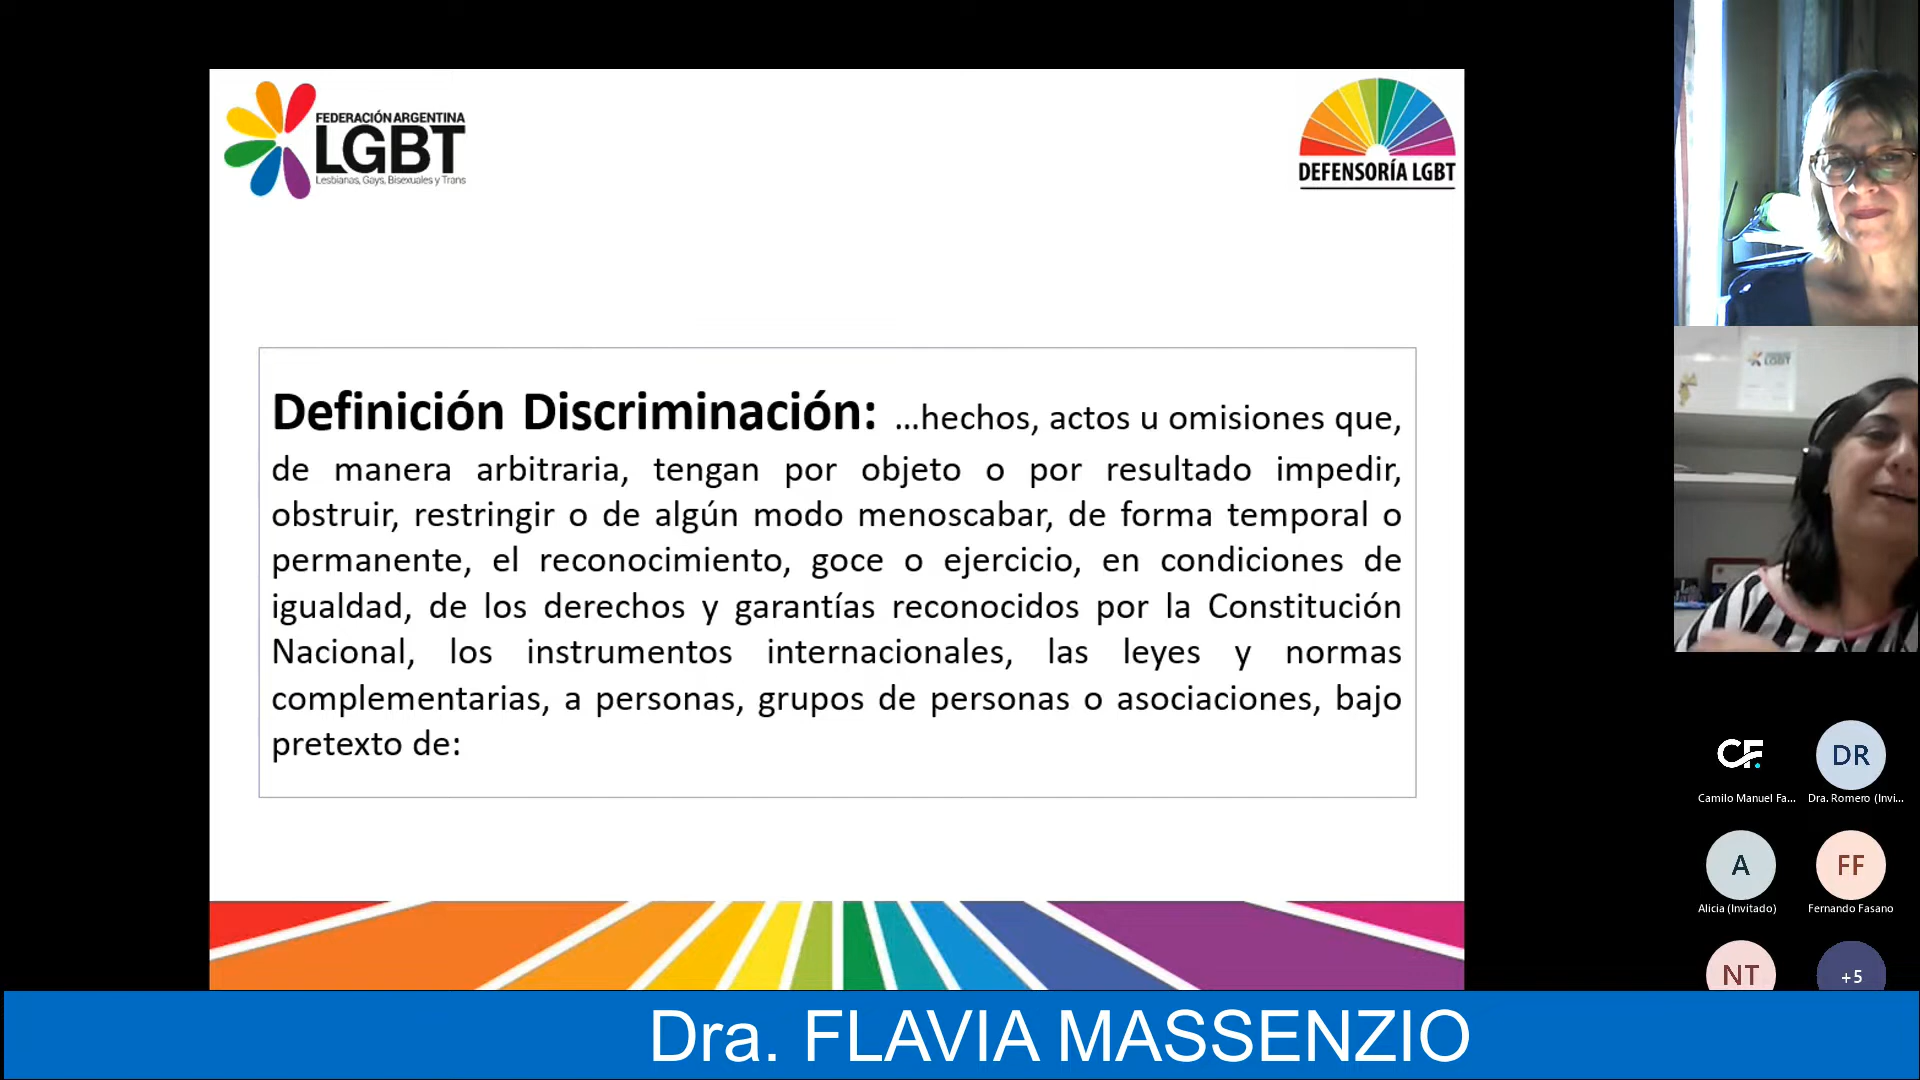 FEDERACIÓN ARGENTINA
LGBT
Lesbianas, Gays, Bisexuales y Trans
DEFENSORÍA LGBT
Definición Discriminación: ...hechos, actos u omisiones que,
de manera arbitraria, tengan por objeto o por resultado impedir,
obstruir, restringir o de algún modo menoscabar, de forma temporal o
permanente, el reconocimiento, goce o ejercicio, en condiciones de
igualdad, de los derechos y garantías reconocidos por la Constitución
Nacional, los instrumentos internacionales, las leyes y normas
complementarias, a personas, grupos de personas o asociaciones, bajo
pretexto de:
LGBT
CF.
DR
Camilo Manuel Fa...
Dra. Romero (Invi...
A
FF
Alicia (Invitado)
Fernando Fasano
NT
+5
Dra. FLAVIA MASSENZIO